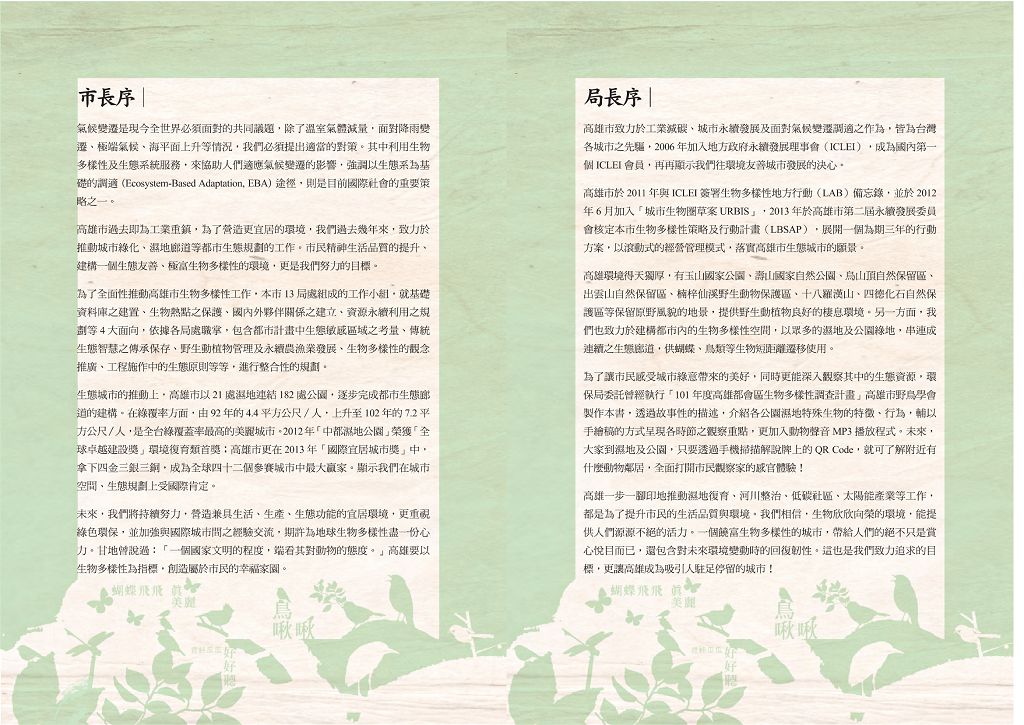 市長序
氣候變遷是現今全世界必須面對的共同議題，除了溫室氣體減量，面對降雨變
遷、極端氣候、海平面上升等情況，我們必須提出適當的對策。其中利用生物
多樣性及生態系統服務，來協助人們適應氣候變遷的影響，強調以生態系為基
礎的調適 (Ecosystem-Based Adaptation, EBA) 途徑，則是目前國際社會的重要策
略之一。
高雄市過去即為工業重鎮，為了營造更宜居的環境，我們過去幾年來，致力於
推動城市綠化、濕地廊道等都市生態規劃的工作。市民精神生活品質的提升、
建構一個生態友善、極富生物多樣性的環境，更是我們努力的目標。
為了全面性推動高雄市生物多樣性工作，本市 13 局處組成的工作小組，就基礎
資料庫之建置、生物熱點之保護、國內外夥伴關係之建立、資源永續利用之規
劃等 4 大面向，依據各局處職掌，包含都市計畫中生態敏感區域之考量、傳統
生態智慧之傳承保存、野生動植物管理及永續農漁業發展、生物多樣性的觀念
推廣、工程施作中的生態原則等等，進行整合性的規劃。
生態城市的推動上，高雄市以 21 處濕地連結 182 處公園，逐步完成都市生態廊
道的建構。在綠覆率方面，由 92 年的 4.4 平方公尺／人，上升至 102 年的 7.2 平
方公尺／人，是全台綠覆蓋率最高的美麗城市。2012 年「中都濕地公園」榮獲「全
球卓越建設獎」環境復育類首獎；高雄市更在 2013 年「國際宜居城市獎」中，
拿下四金三銀三銅，成為全球四十二個參賽城市中最大贏家。顯示我們在城市
空間、生態規劃上受國際肯定。
未來，我們將持續努力，營造兼具生活、生產、生態功能的宜居環境，更重視
綠色環保，並加強與國際城市間之經驗交流，期許為地球生物多樣性盡一份心
力。甘地曾說過：「一個國家文明的程度，端看其對動物的態度。」高雄要以
生物多樣性為指標，創造屬於市民的幸福家園。
蝴蝶飛飛
真美麗
鳥
啾啾
好好聽
局長序
高雄市致力於工業減碳、城市永續發展及面對氣候變遷調適之作為，皆為台灣
各城市之先驅，2006 年加入地方政府永續發展理事會（ICLEI），成為國內第一
個 ICLEI 會員，再再顯示我們往環境友善城市發展的決心。
高雄市於 2011 年與 ICLEI 簽署生物多樣性地方行動（LAB）備忘錄，並於 2012
年 6 月加入「城市生物圈草案 URBIS」，2013 年於高雄市第二屆永續發展委員
會核定本市生物多樣性策略及行動計畫（LBSAP），展開一個為期三年的行動
方案，以滾動式的經營管理模式，落實高雄市生態城市的願景。
高雄環境得天獨厚，有玉山國家公園、壽山國家自然公園、烏山頂自然保留區、
出雲山自然保留區、楠梓仙溪野生動物保護區、十八羅漢山、四德化石自然保
護區等保留原野風貌的地景，提供野生動植物良好的棲息環境。另一方面，我
們也致力於建構都市內的生物多樣性空間，以眾多的濕地及公園綠地，串連成
連續之生態廊道，供蝴蝶、鳥類等生物短距離遷移使用。
為了讓市民感受城市綠意帶來的美好，同時更能深入觀察其中的生態資源，環
保局委託曾經執行「101 年度高雄都會區生物多樣性調查計畫」高雄市野鳥學會
製作本書，透過故事性的描述，介紹各公園濕地特殊生物的特徵、行為，輔以
手繪稿的方式呈現各時節之觀察重點，更加入動物聲音 MP3 播放程式。未來，
大家到濕地及公園，只要透過手機掃描解說牌上的 QR Code，就可了解附近有
什麼動物鄰居，全面打開市民觀察家的感官體驗！
高雄一步一腳印地推動濕地復育、河川整治、低碳社區、太陽能產業等工作，
都是為了提升市民的生活品質與環境。我們相信，生物欣欣向榮的環境，能提
供人們源源不絕的活力。一個饒富生物多樣性的城市，帶給人們的絕不只是賞
心悅目而已，還包含對未來環境變動時的回復韌性。這也是我們致力追求的目
標，更讓高雄成為吸引人駐足停留的城市！
蝴蝶飛飛
真美麗
鳥
啾啾
好好聽